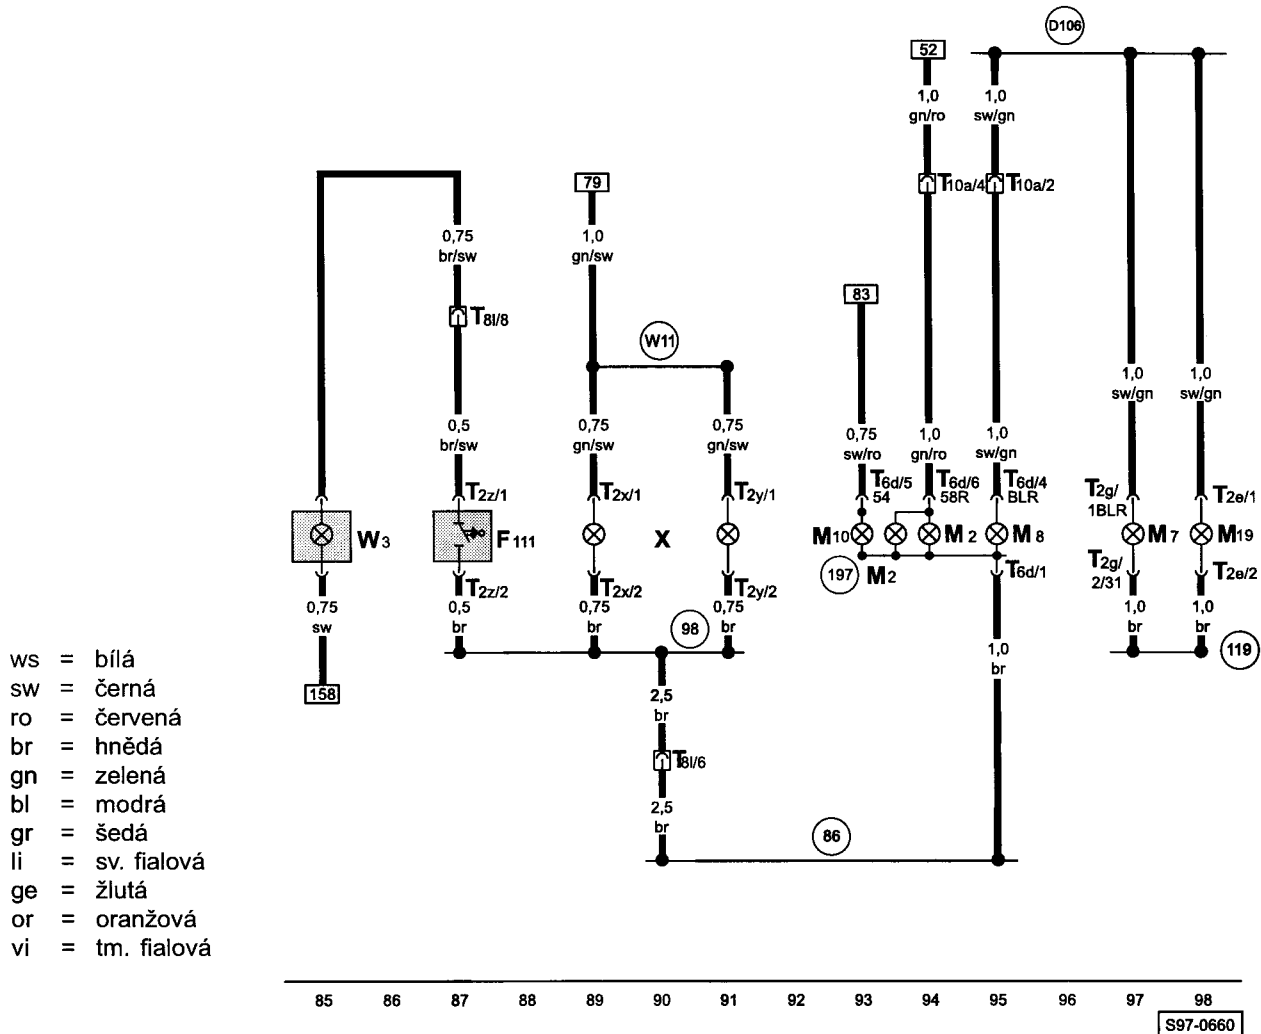 D106
52
1,0
gn/ro
1,0
sw/gn
T10a/4
T10a/2
79
0,75
br/sw
1,0
gn/sw
T8l/8
83
W11
1,0
sw/gn
1,0
sw/gn
0,5
br/sw
0,75
gn/sw
0,75
gn/sw
0,75
sw/ro
1,0
gn/ro
1,0
sw/gn
T2z/1
T2x/1
T2y/1
T6d/5
54
T6d/6
58R
T6d/4
BLR
T2g/
1BLR
T2e/1
W3
F111
X
M10
M2
M8
M7
M19
197
M2
T6d/1
T2g/
2/31
T2e/2
T2z/2
T2x/2
T2y/2
0,75
sw
0,5
br
0,75
br
0,75
br
1,0
br
1,0
br
98
119
1,0
br
158
2,5
br
T8l/6
2,5
br
86
ws = bílá
sw = černá
ro = červená
br = hnědá
gn = zelená
bl = modrá
gr = šedá
li = sv. fialová
ge = žlutá
or = oranžová
vi = tm. fialová
85 86 87 88 89 90 91 92 93 94 95 96 97 98
S97-0660